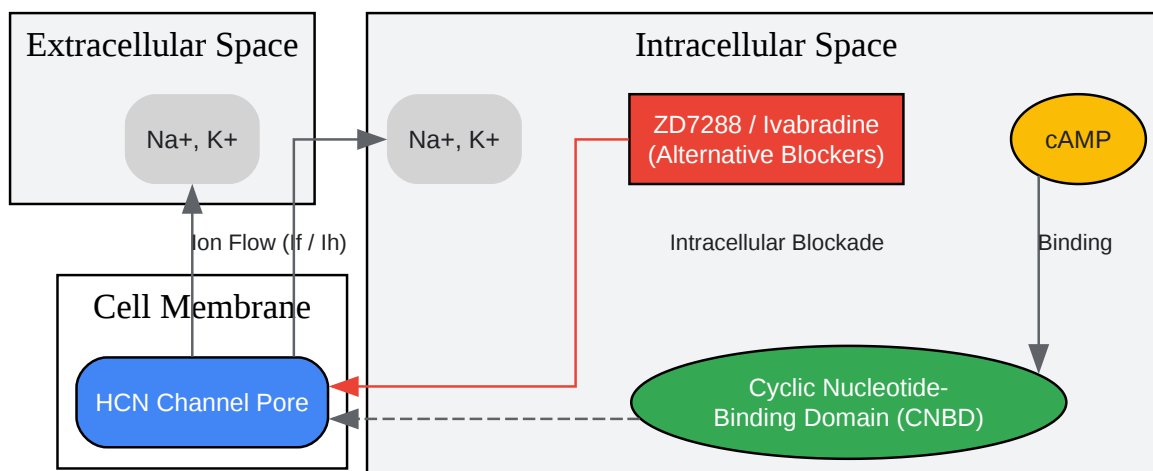 Extracellular Space
Intracellular Space
Na+, K+
Na+, K+
ZD7288 / Ivabradine
(Alternative Blockers)
cAMP
Ion Flow (If / Ih)
Intracellular Blockade
Binding
Cell Membrane
HCN Channel Pore
Cyclic Nucleotide-
Binding Domain (CNBD)